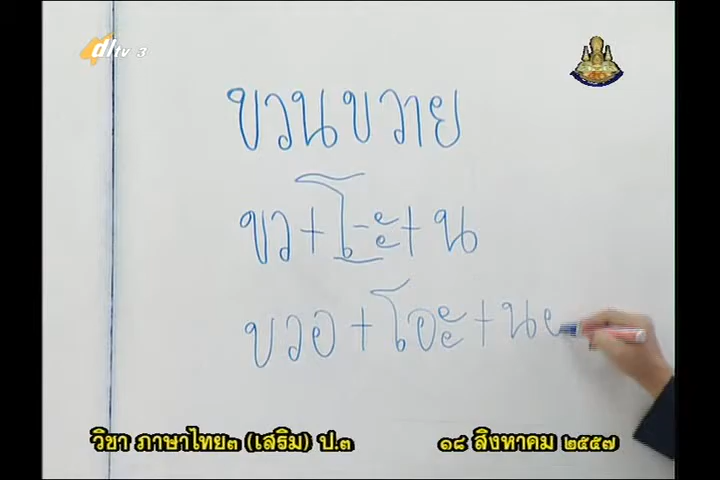 dltv 3
ขวนขวาย
ขว + โ-ะ + น
ขวอ + โอะ + นอ
วิชา ภาษาไทย๓ (เสริม) ป.๓
๑๘ สิงหาคม ๒๕๕๗